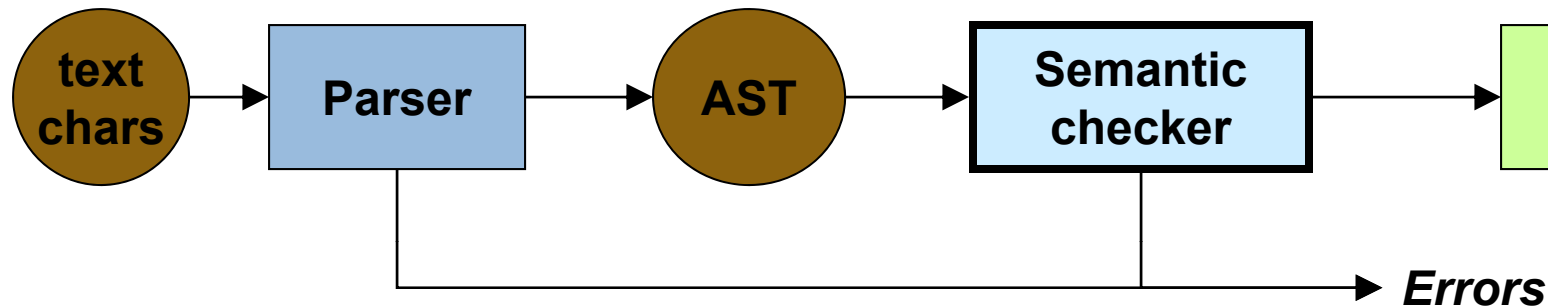 text
chars
Parser
AST
Semantic
checker
Errors